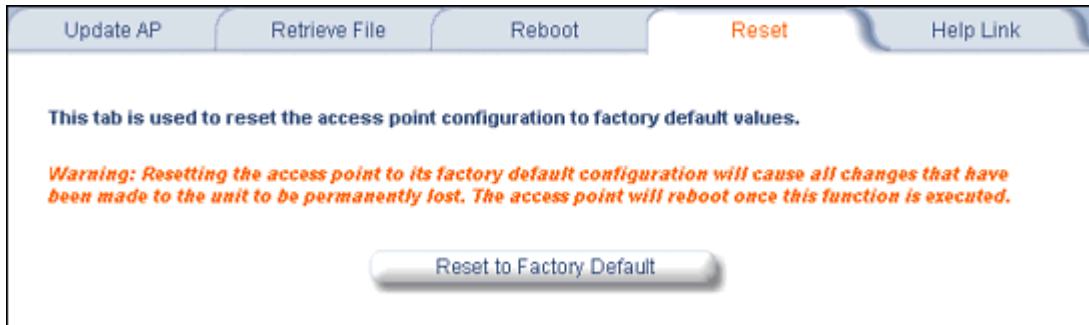 Update AP Retrieve File Reboot Reset Help Link
This tab is used to reset the access point configuration to factory default values.
Warning: Resetting the access point to its factory default configuration will cause all changes that have
been made to the unit to be permanently lost. The access point will reboot once this function is executed.
Reset to Factory Default